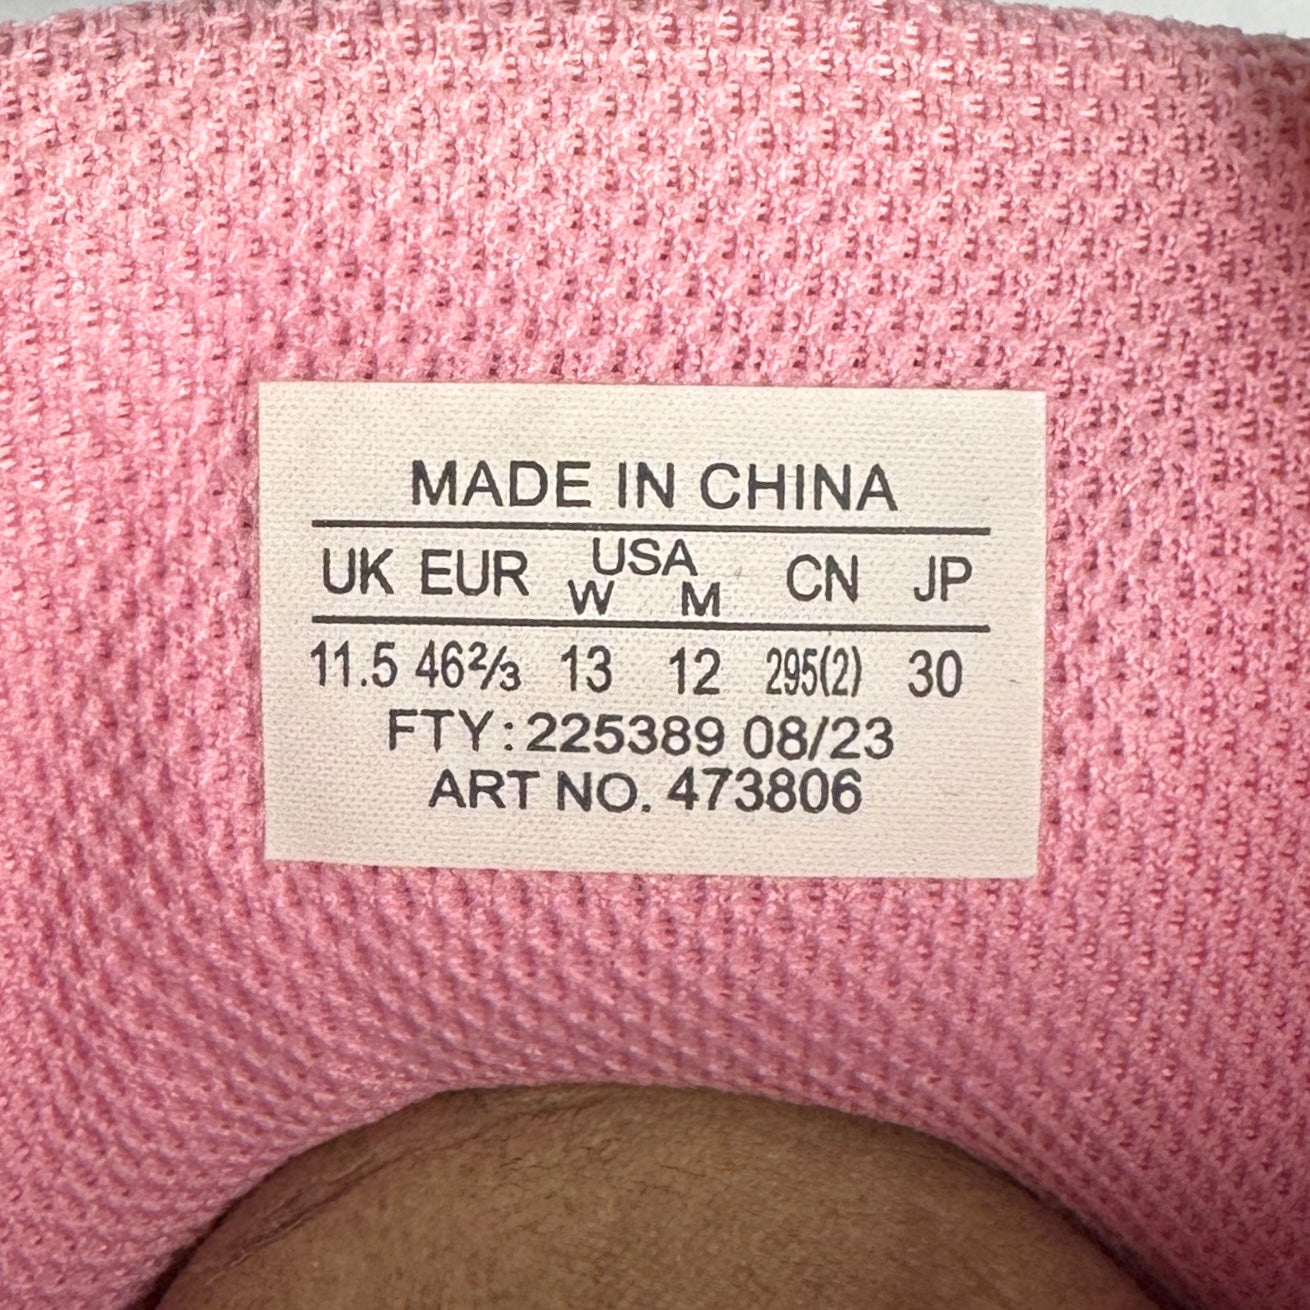 MADE IN CHINA
UK EUR USA CN JP
W M
11.5 46⅔ 13 12 295(2) 30
FTY: 225389 08/23
ART NO. 473806